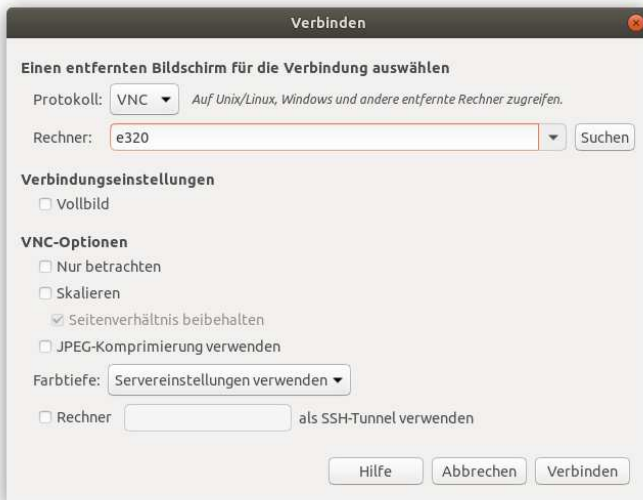 Verbinden
Einen entfernten Bildschirm für die Verbindung auswählen
Protokoll: VNC Auf Unix/Linux, Windows und andere entfernte Rechner zugreifen.
Rechner: e320 Suchen
Verbindungseinstellungen
Vollbild
VNC-Optionen
Nur betrachten
Skalieren
Seitenverhältnis beibehalten
JPEG-Komprimierung verwenden
Farbtiefe: Servereinstellungen verwenden
Rechner als SSH-Tunnel verwenden
Hilfe Abbrechen Verbinden